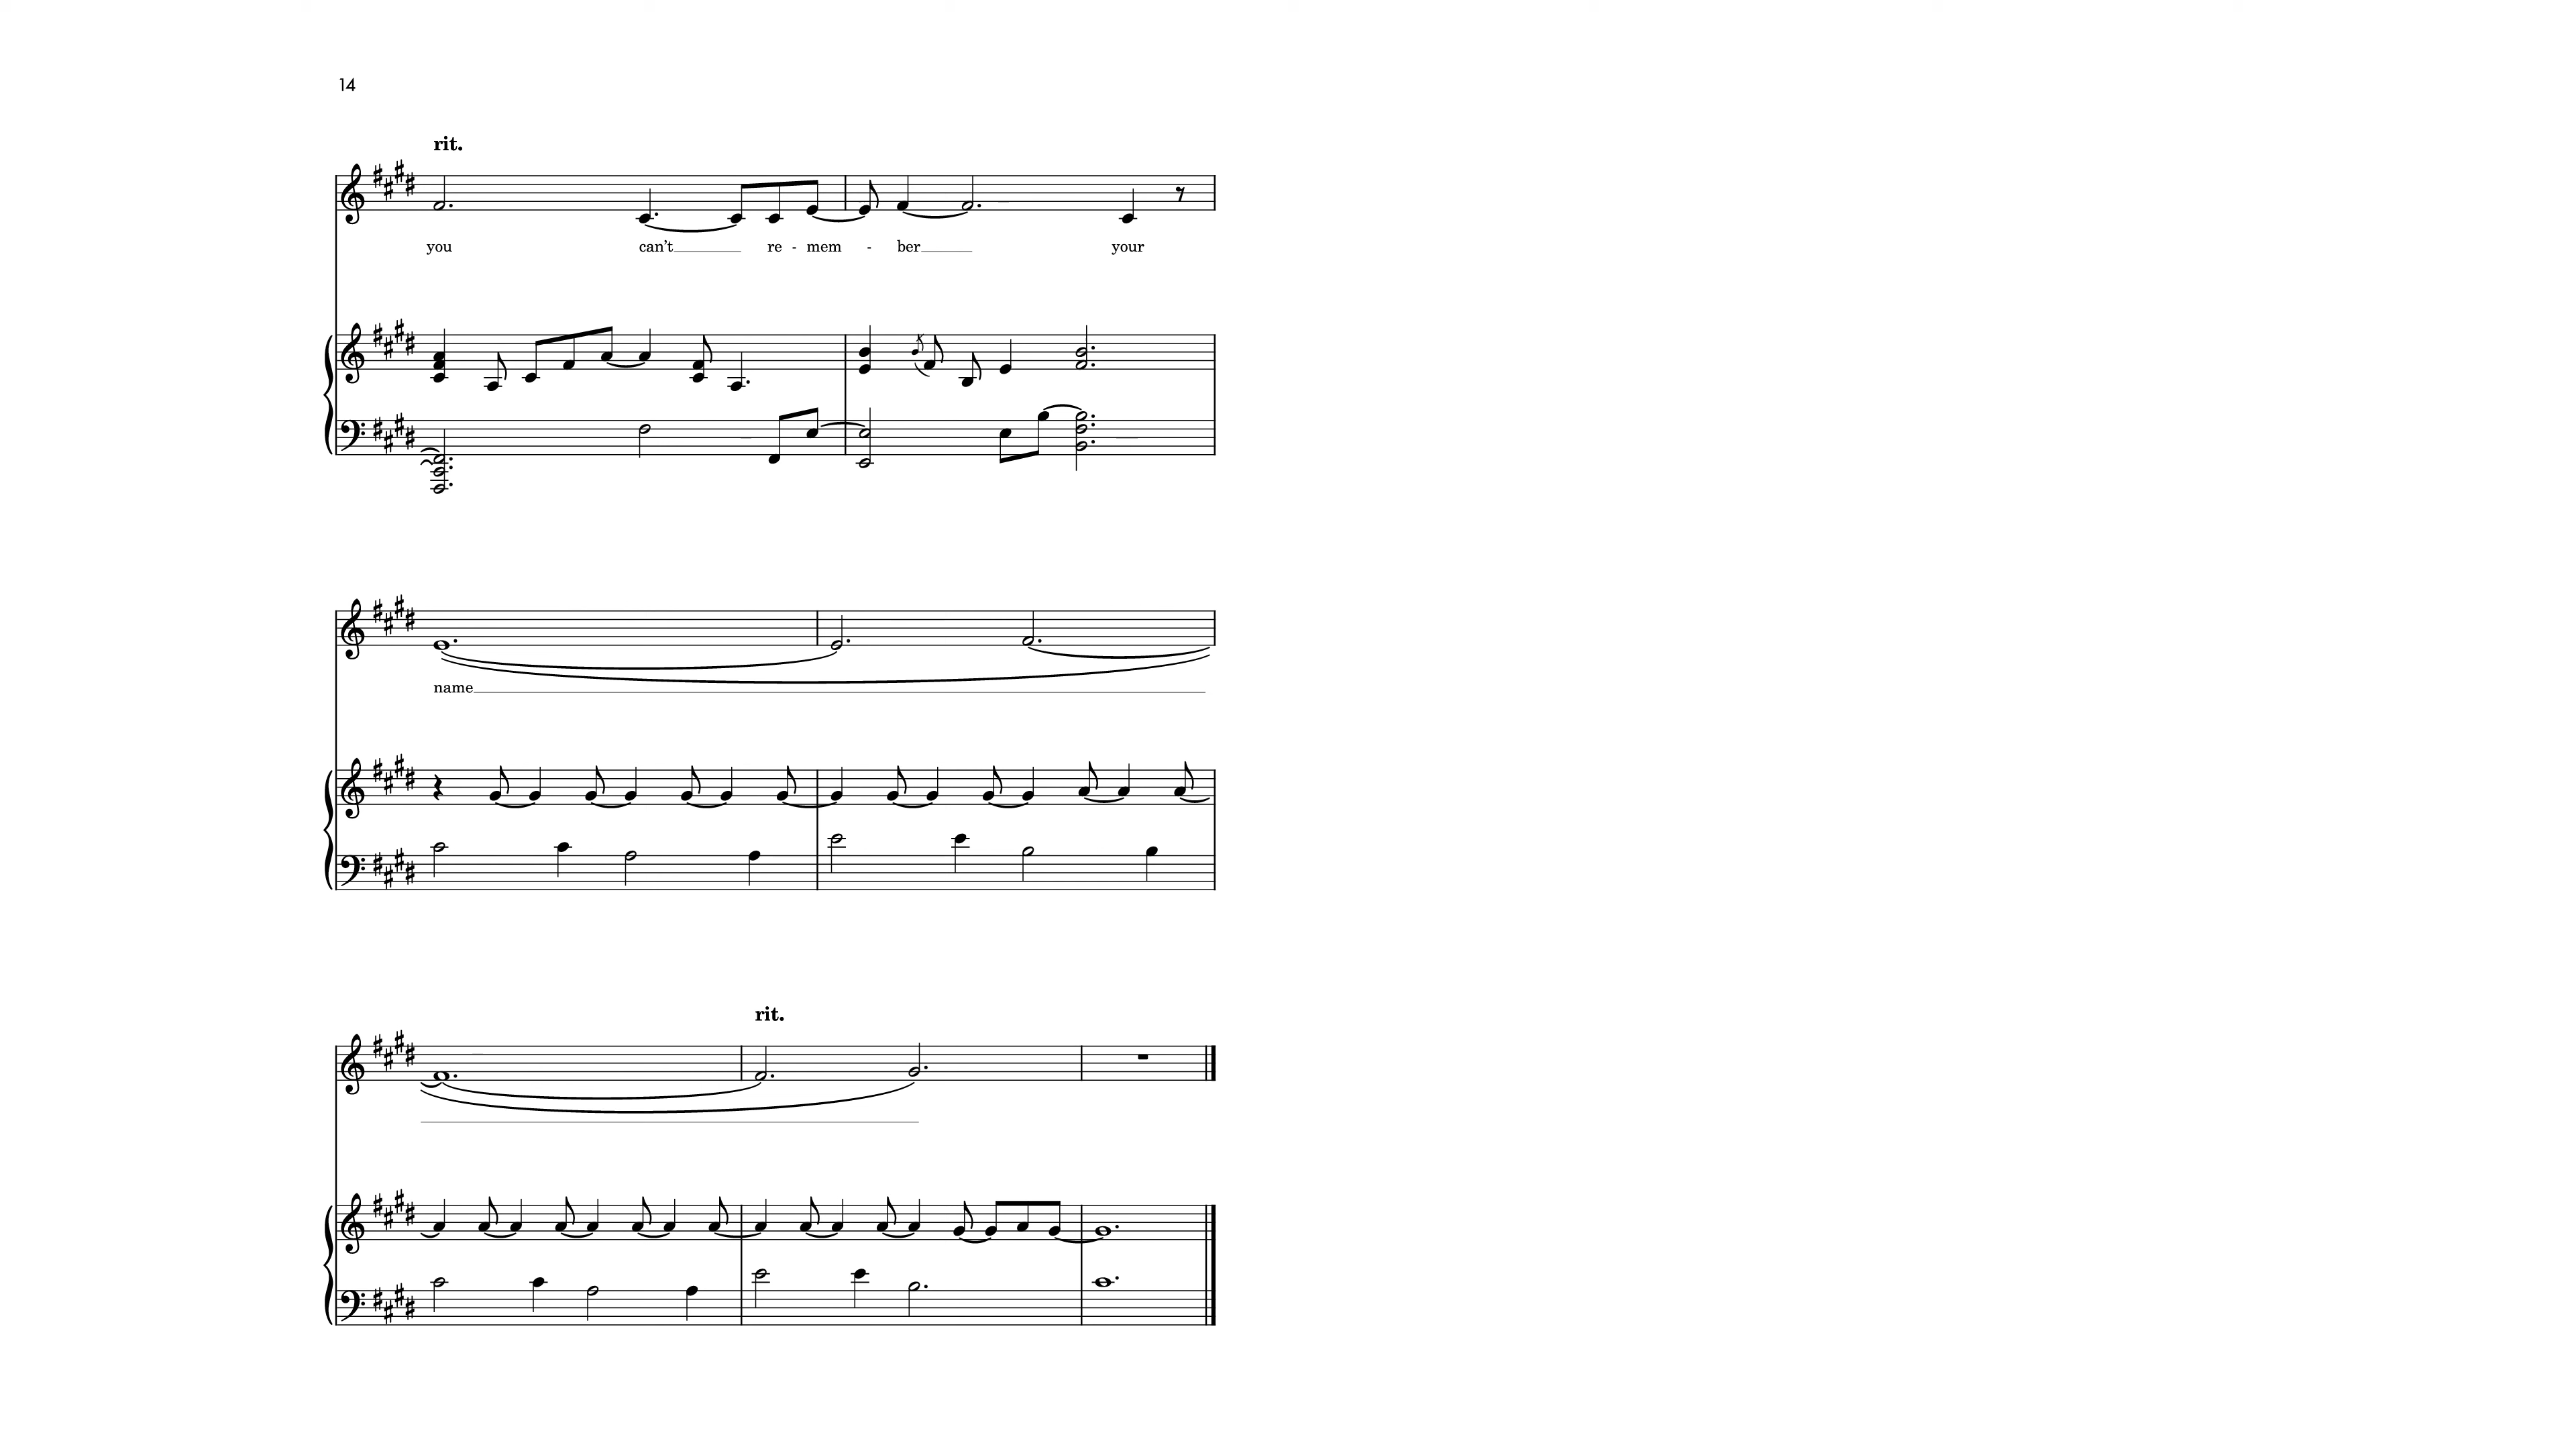 14
rit.
you can’t re - mem - ber your
name
rit.